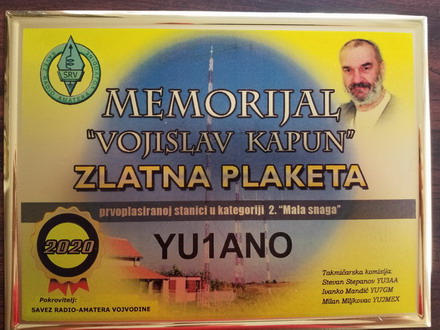 SRV
MEMORIJAL
"VOJISLAV KAPUN"
ZLATNA PLAKETA
prvoplasiranoj stanici u kategoriji 2. "Mala snaga"
YU1ANO
2020
Takmičarska komisija:
Stevan Stepanov YU3AA
Ivanko Mandić YU7GM
Milan Miljkovac YU2MEX
Pokrovitelj:
SAVEZ RADIO-AMATERA VOJVODINE